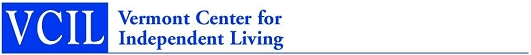 VCIL
Vermont Center for
Independent Living